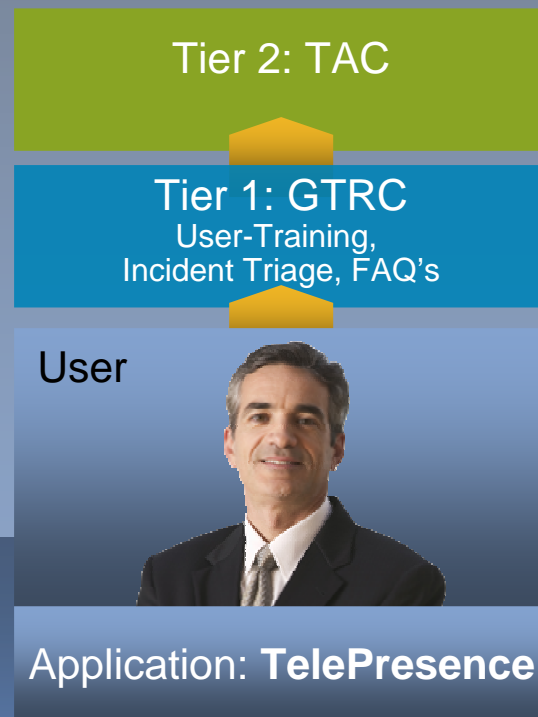 Tier 2: TAC
Tier 1: GTRC
User-Training,
Incident Triage, FAQ's
User
Application: TelePresence